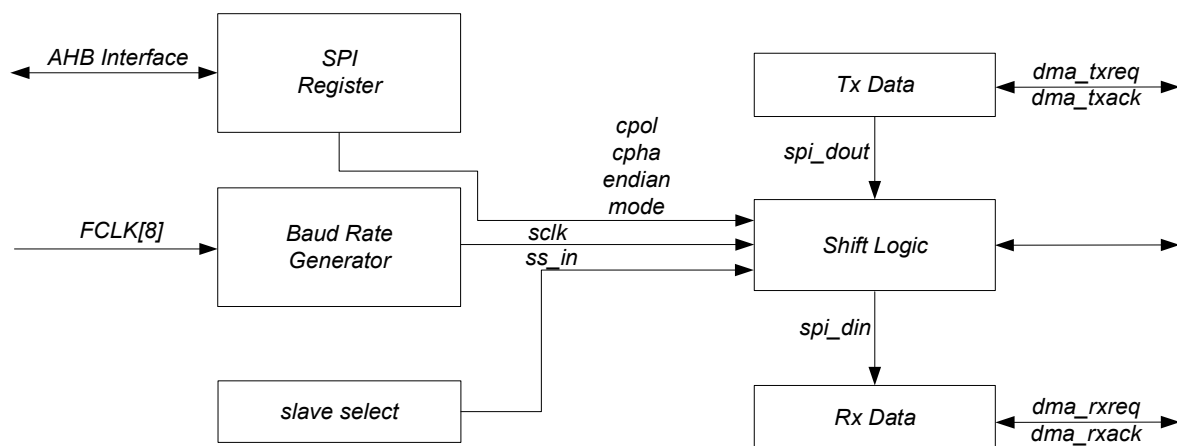 AHB Interface
SPI
Register
Tx Data
dma_txreq
dma_txack
cpol
cpha
endian
mode
spi_dout
FCLK[8]
Baud Rate
Generator
sclk
ss_in
Shift Logic
spi_din
slave select
Rx Data
dma_rxreq
dma_rxack